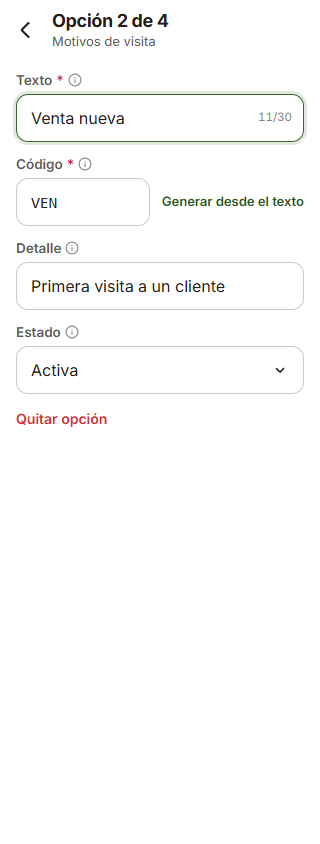 Opción 2 de 4
Motivos de visita
Texto *
Venta nueva 11/30
Código *
VEN Generar desde el texto
Detalle
Primera visita a un cliente
Estado
Activa
Quitar opción